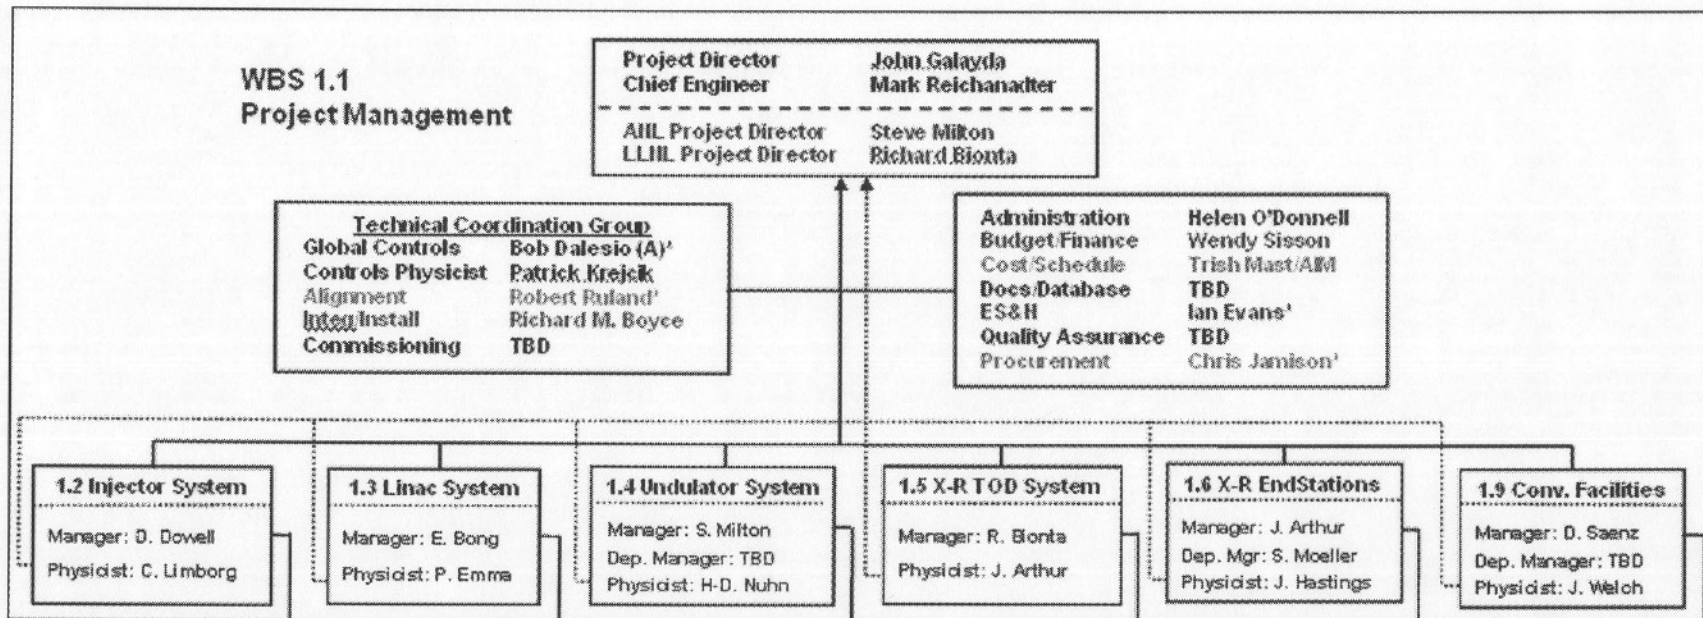 WBS 1.1
Project Management
Project Director John Galayda
Chief Engineer Mark Reichanadter
ANL Project Director Steve Milton
LLNL Project Director Richard Bionta
Technical Coordination Group
Global Controls Bob Dalesio (A)¹
Controls Physicist Patrick Krejcik
Alignment Robert Ruland¹
Integ/Install Richard M. Boyce
Commissioning TBD
Administration Helen O'Donnell
Budget/Finance Wendy Sisson
Cost/Schedule Trish Mast/AIM
Docs/Database TBD
ES&H Ian Evans¹
Quality Assurance TBD
Procurement Chris Jamison¹
1.2 Injector System
Manager: D. Dowell
Physicist: C. Limborg
1.3 Linac System
Manager: E. Bong
Physicist: P. Emma
1.4 Undulator System
Manager: S. Milton
Dep. Manager: TBD
Physicist: H-D. Nuhn
1.5 X-R TOD System
Manager: R. Bionta
Physicist: J. Arthur
1.6 X-R EndStations
Manager: J. Arthur
Dep. Mgr: S. Moeller
Physicist: J. Hastings
1.9 Conv. Facilities
Manager: D. Saenz
Dep. Manager: TBD
Physicist: J. Welch